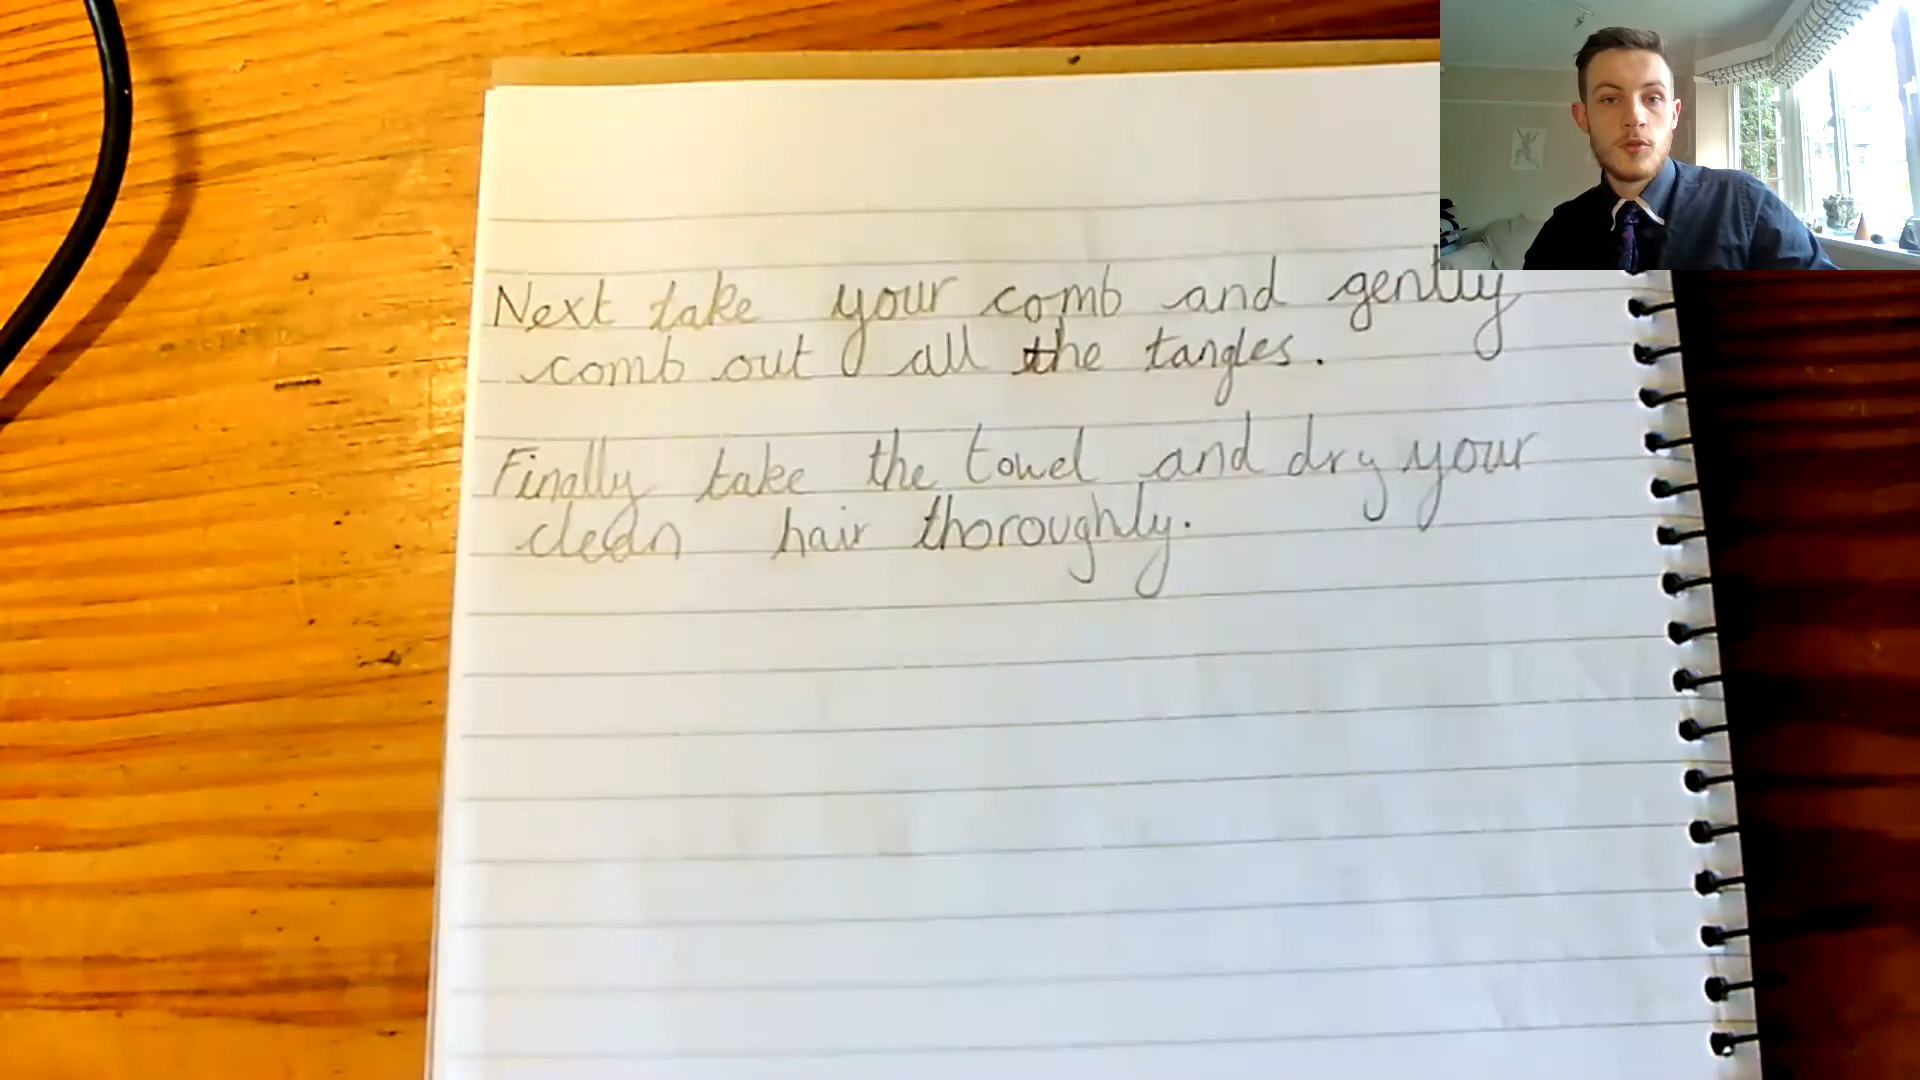 Next take your comb and gently
comb out all the tangles.
Finally take the towel and dry your
clean hair thoroughly.